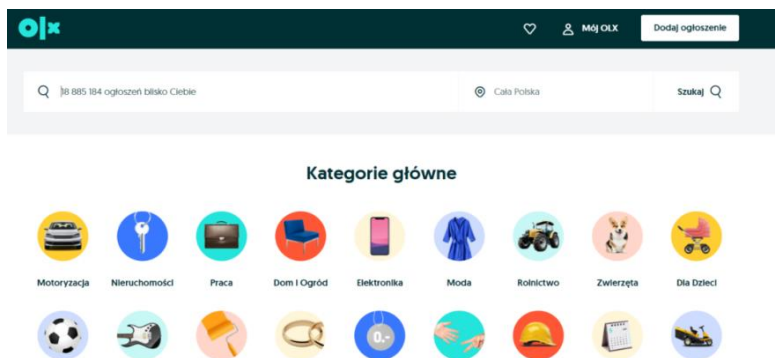 olx
Mój OLX
Dodaj ogłoszenie
18 885 184 ogłoszeń blisko Ciebie
Cała Polska
Szukaj
Kategorie główne
Motoryzacja
Nieruchomości
Praca
Dom i Ogród
Elektronika
Moda
Rolnictwo
Zwierzęta
Dla Dzieci
0.-